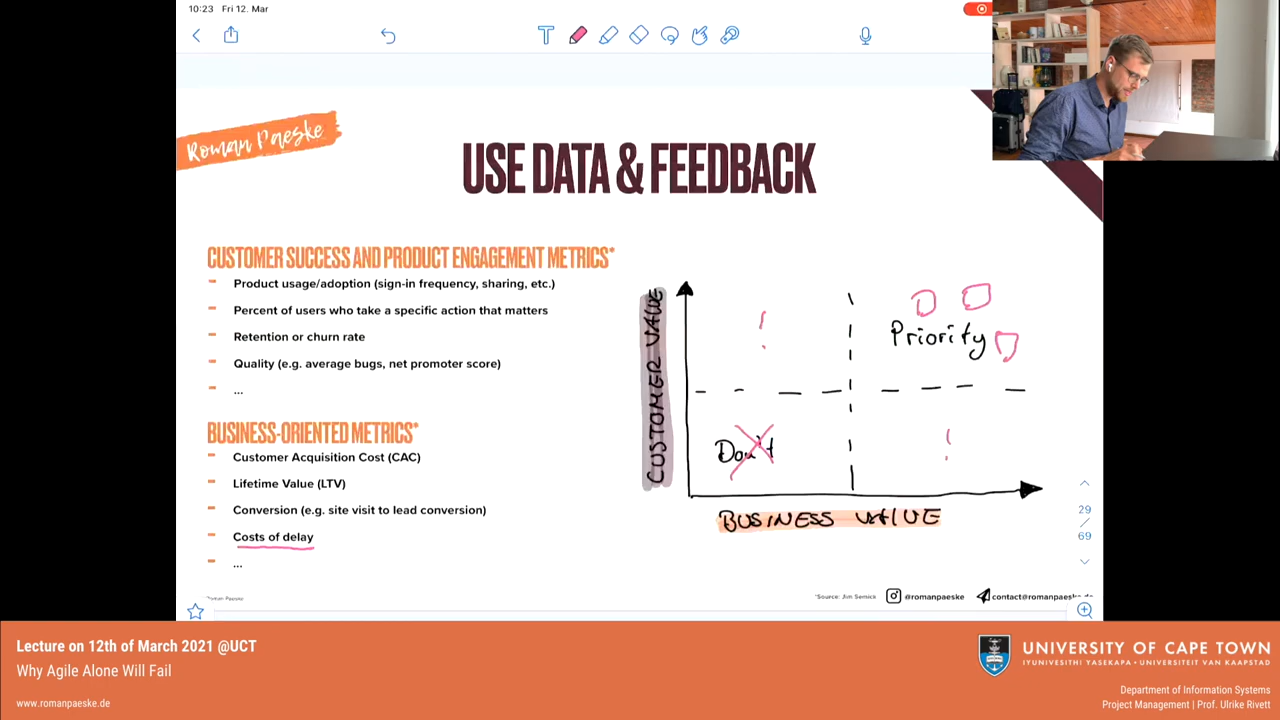 10:23 Fri 12. Mar
Roman Paeske
USE DATA & FEEDBACK
CUSTOMER SUCCESS AND PRODUCT ENGAGEMENT METRICS*
- Product usage/adoption (sign-in frequency, sharing, etc.)
- Percent of users who take a specific action that matters
- Retention or churn rate
- Quality (e.g. average bugs, net promoter score)
- ...
BUSINESS-ORIENTED METRICS*
- Customer Acquisition Cost (CAC)
- Lifetime Value (LTV)
- Conversion (e.g. site visit to lead conversion)
- Costs of delay
- ...
CUSTOMER VALUE
!
Priority
Don't
!
BUSINESS VALUE
29
/
69
Roman Paeske
*Source: Jim Semick
@romanpaeske
contact@romanpaeske.de
Lecture on 12th of March 2021 @UCT
Why Agile Alone Will Fail
www.romanpaeske.de
UNIVERSITY OF CAPE TOWN
IYUNIVESITHI YASEKAPA • UNIVERSITEIT VAN KAAPSTAD
Department of Information Systems
Project Management | Prof. Ulrike Rivett